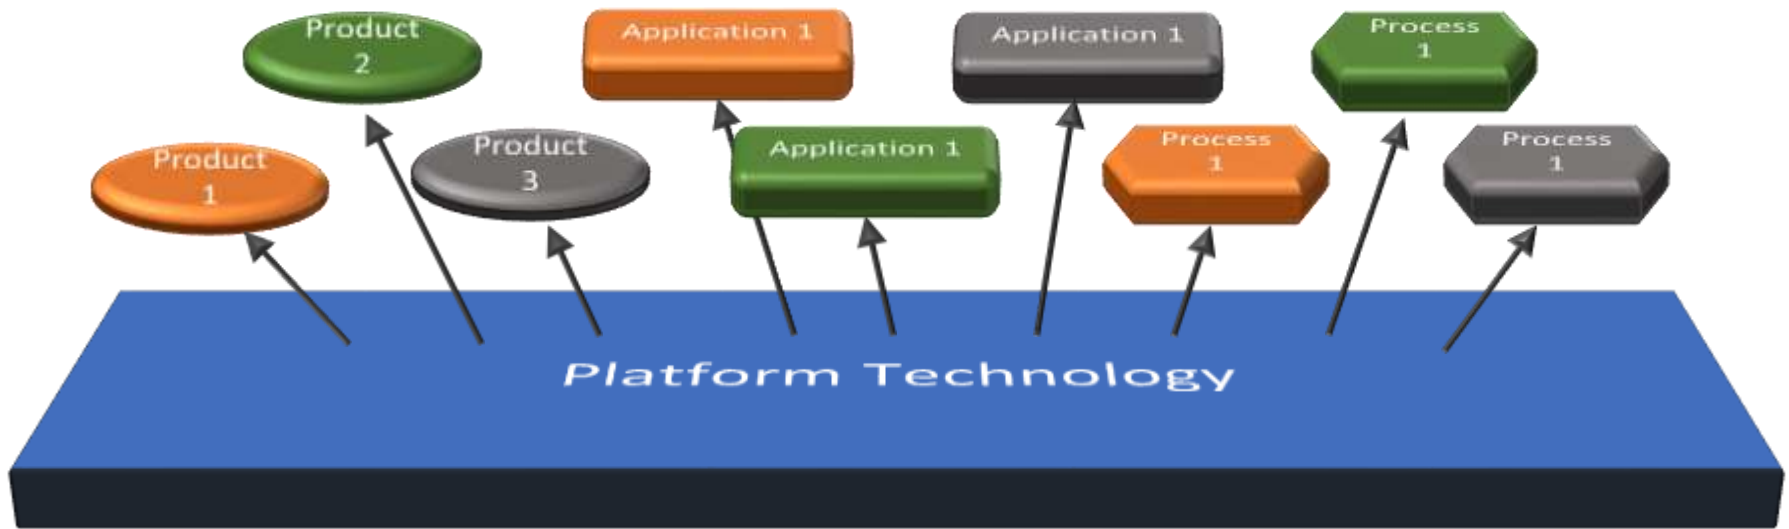 Product
2
Application 1
Application 1
Process
1
Product
1
Product
3
Application 1
Process
1
Process
1
Platform Technology